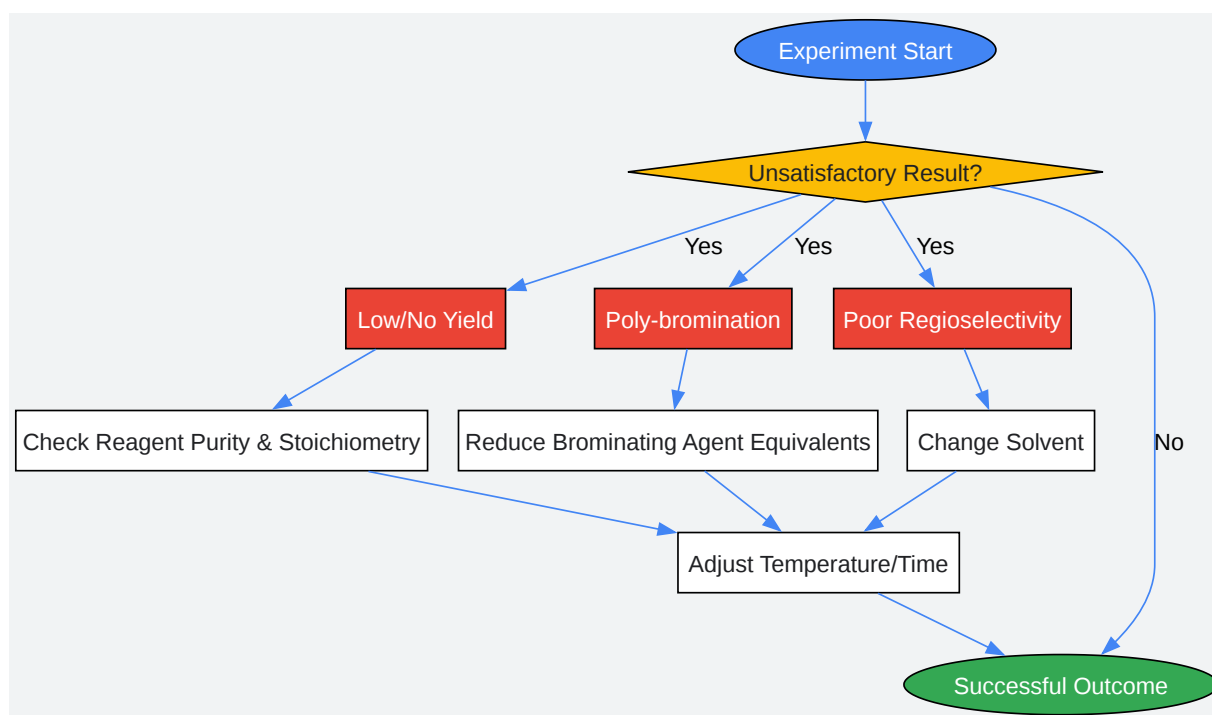 Experiment Start
Unsatisfactory Result?
Yes
Yes
Yes
Low/No Yield
Poly-bromination
Poor Regioselectivity
Check Reagent Purity & Stoichiometry
Reduce Brominating Agent Equivalents
Change Solvent
No
Adjust Temperature/Time
Successful Outcome